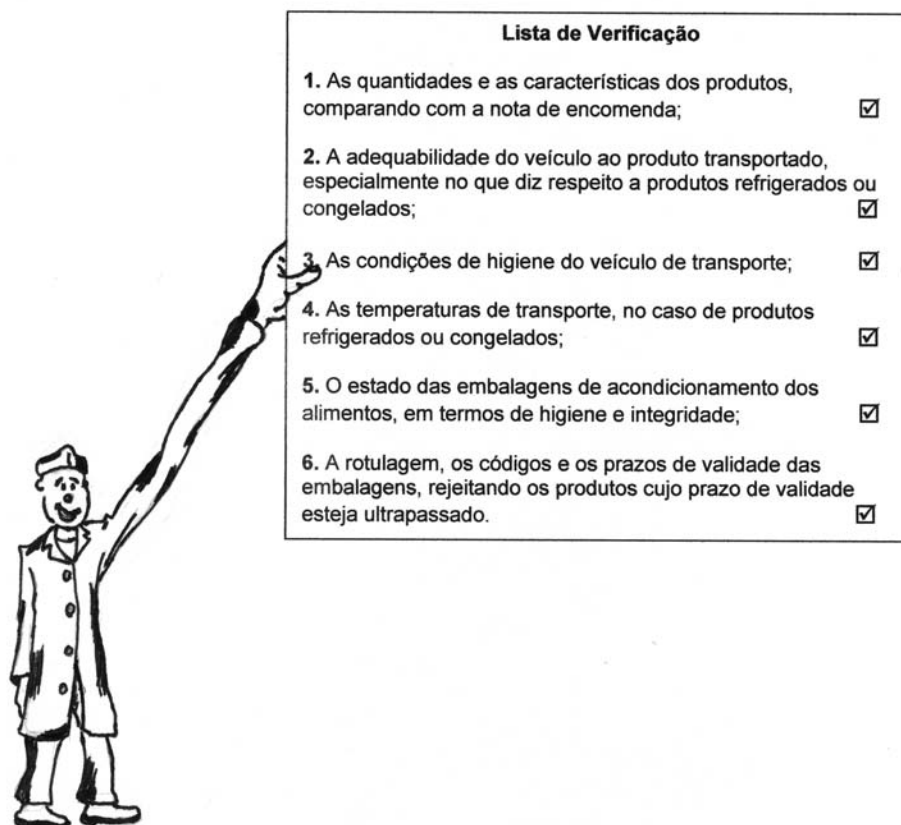 Lista de Verificação
1. As quantidades e as características dos produtos,
comparando com a nota de encomenda;
2. A adequabilidade do veículo ao produto transportado,
especialmente no que diz respeito a produtos refrigerados ou
congelados;
3. As condições de higiene do veículo de transporte;
4. As temperaturas de transporte, no caso de produtos
refrigerados ou congelados;
5. O estado das embalagens de acondicionamento dos
alimentos, em termos de higiene e integridade;
6. A rotulagem, os códigos e os prazos de validade das
embalagens, rejeitando os produtos cujo prazo de validade
esteja ultrapassado.